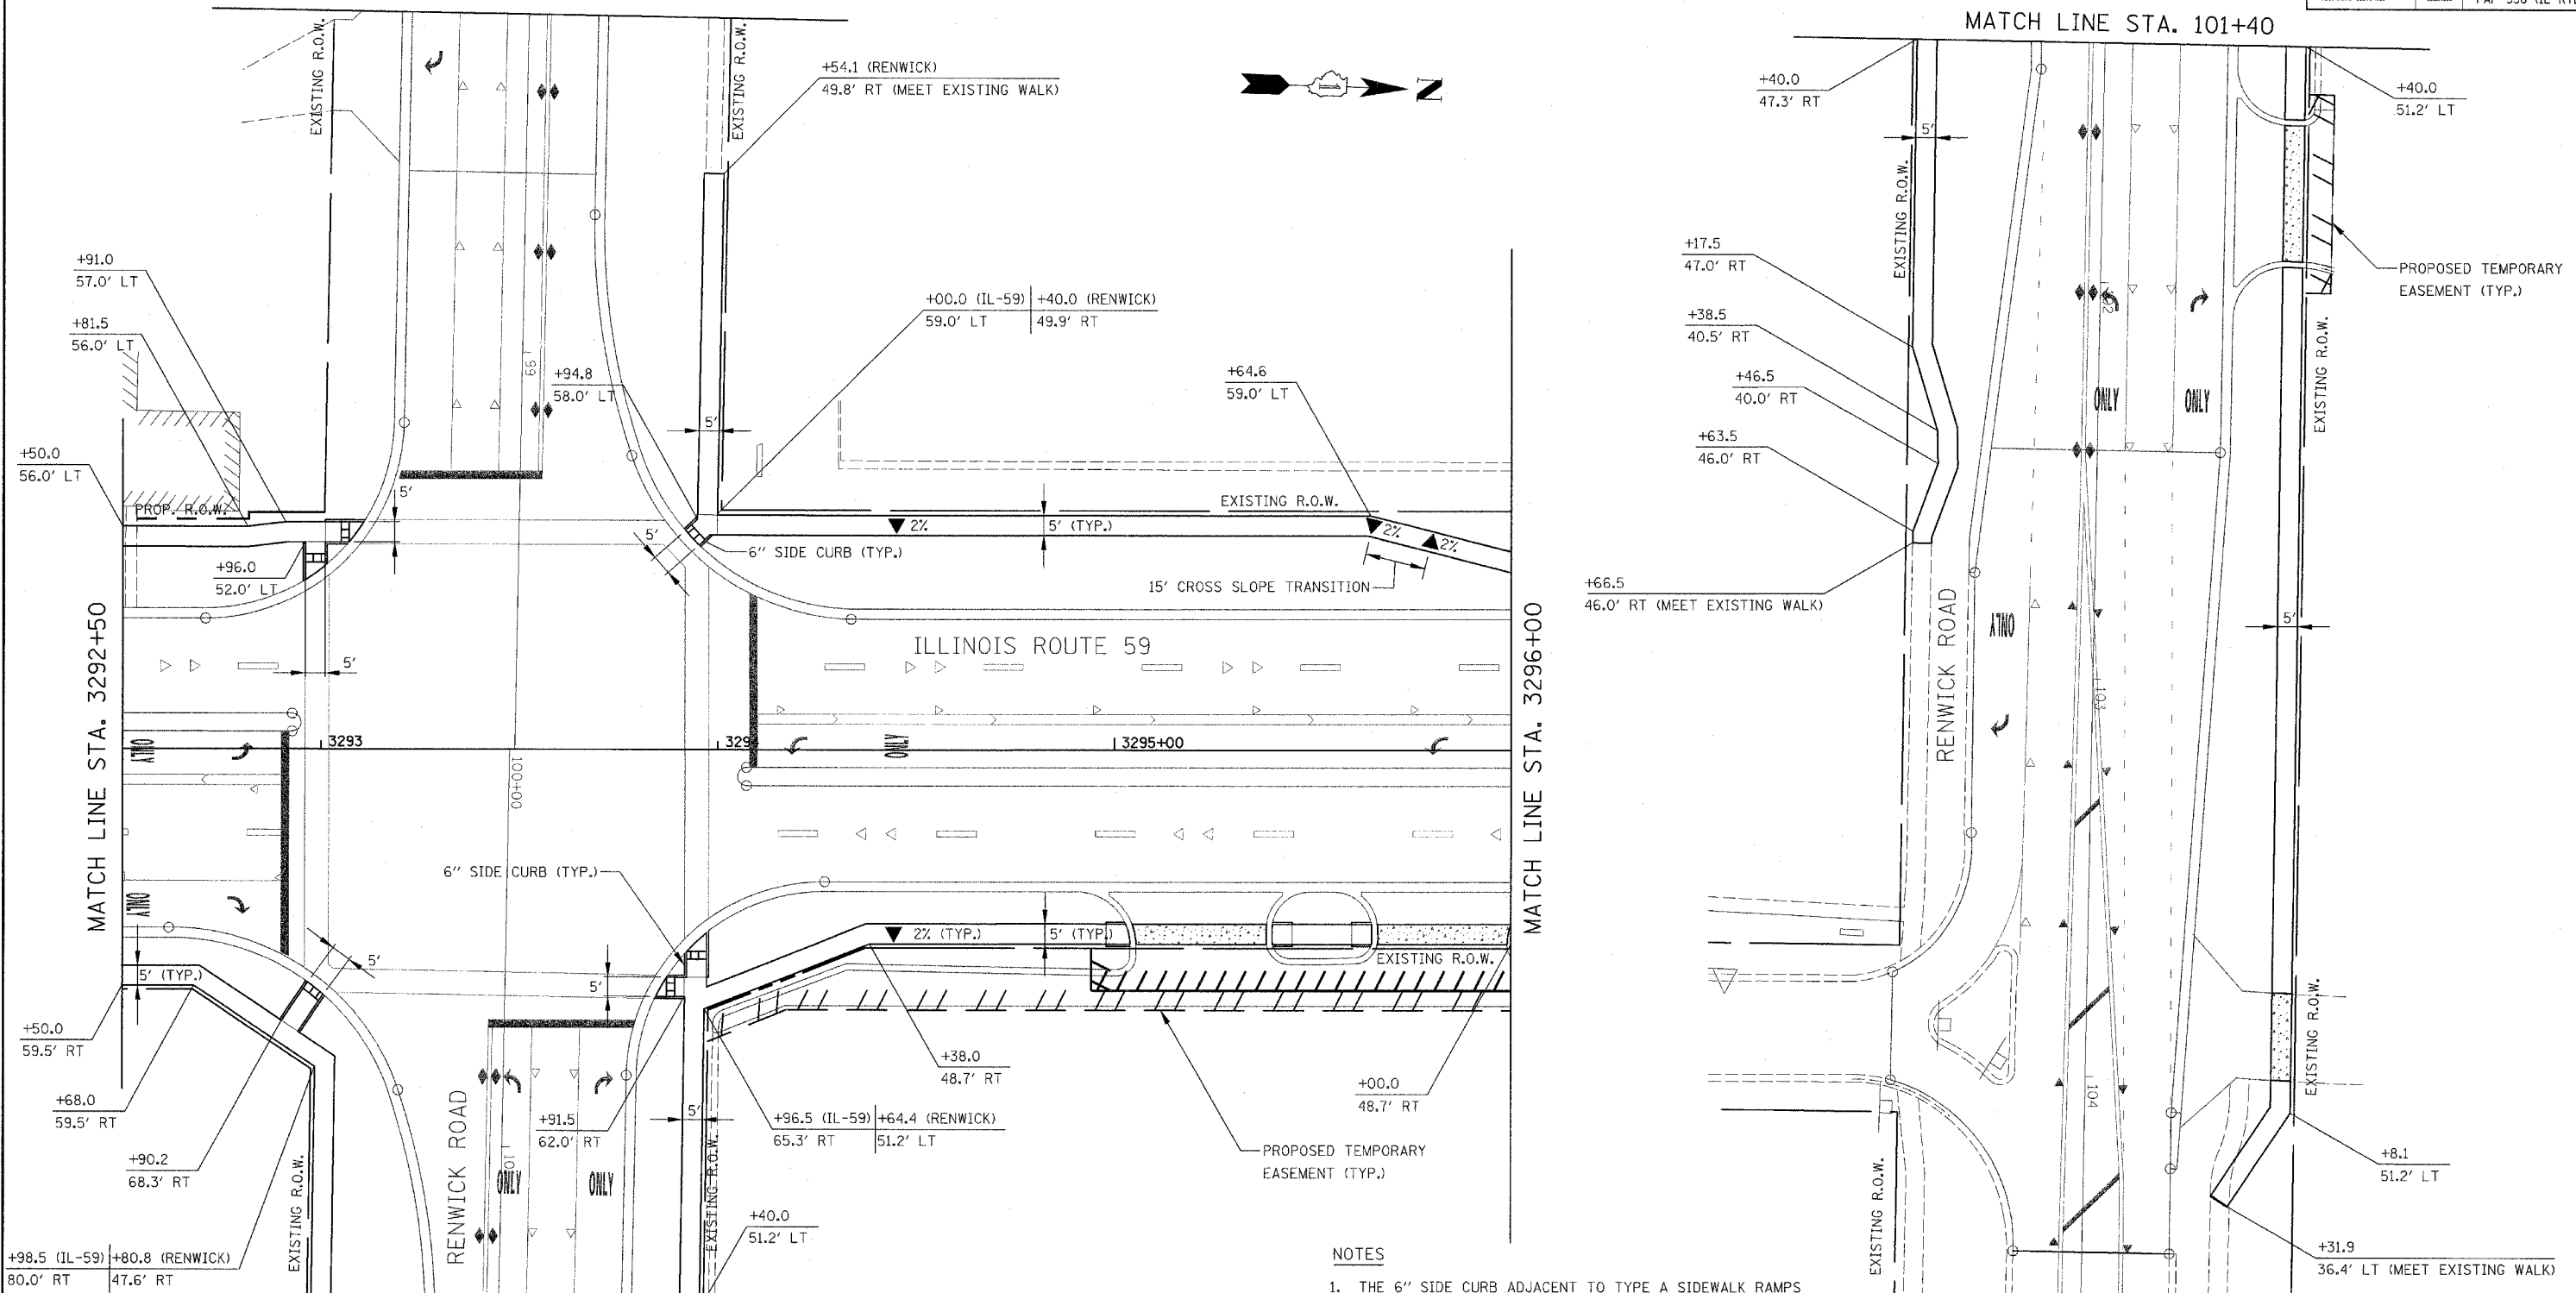 MATCH LINE STA. 101+40
EXISTING R.O.W.
EXISTING R.O.W.
+54.1 (RENWICK)
49.8' RT (MEET EXISTING WALK)
N
+40.0
47.3' RT
+40.0
51.2' LT
5'
EXISTING R.O.W.
+91.0
57.0' LT
+81.5
56.0' LT
+50.0
56.0' LT
PROP. R.O.W.
5'
+96.0
52.0' LT
99
+94.8
58.0' LT
5'
+00.0 (IL-59) +40.0 (RENWICK)
59.0' LT 49.9' RT
+64.6
59.0' LT
EXISTING R.O.W.
2%
5' (TYP.)
2%
2%
5'
6" SIDE CURB (TYP.)
15' CROSS SLOPE TRANSITION
ILLINOIS ROUTE 59
MATCH LINE STA. 3292+50
MATCH LINE STA. 3296+00
5'
ONLY
3293
100+00
329
ONLY
3295+00
ONLY
6" SIDE CURB (TYP.)
5' (TYP.)
5'
5'
2% (TYP.)
5' (TYP.)
EXISTING R.O.W.
+50.0
59.5' RT
+68.0
59.5' RT
+90.2
68.3' RT
+98.5 (IL-59) +80.8 (RENWICK)
80.0' RT 47.6' RT
EXISTING R.O.W.
RENWICK ROAD
ONLY
ONLY
+91.5
62.0' RT
5'
EXISTING R.O.W.
+96.5 (IL-59) +64.4 (RENWICK)
65.3' RT 51.2' LT
+38.0
48.7' RT
+40.0
51.2' LT
+00.0
48.7' RT
PROPOSED TEMPORARY
EASEMENT (TYP.)
NOTES
1. THE 6" SIDE CURB ADJACENT TO TYPE A SIDEWALK RAMPS
+17.5
47.0' RT
+38.5
40.5' RT
+46.5
40.0' RT
+63.5
46.0' RT
+66.5
46.0' RT (MEET EXISTING WALK)
PROPOSED TEMPORARY
EASEMENT (TYP.)
EXISTING R.O.W.
ONLY
ONLY
ONLY
RENWICK ROAD
103
5'
104
EXISTING R.O.W.
EXISTING R.O.W.
+8.1
51.2' LT
+31.9
36.4' LT (MEET EXISTING WALK)